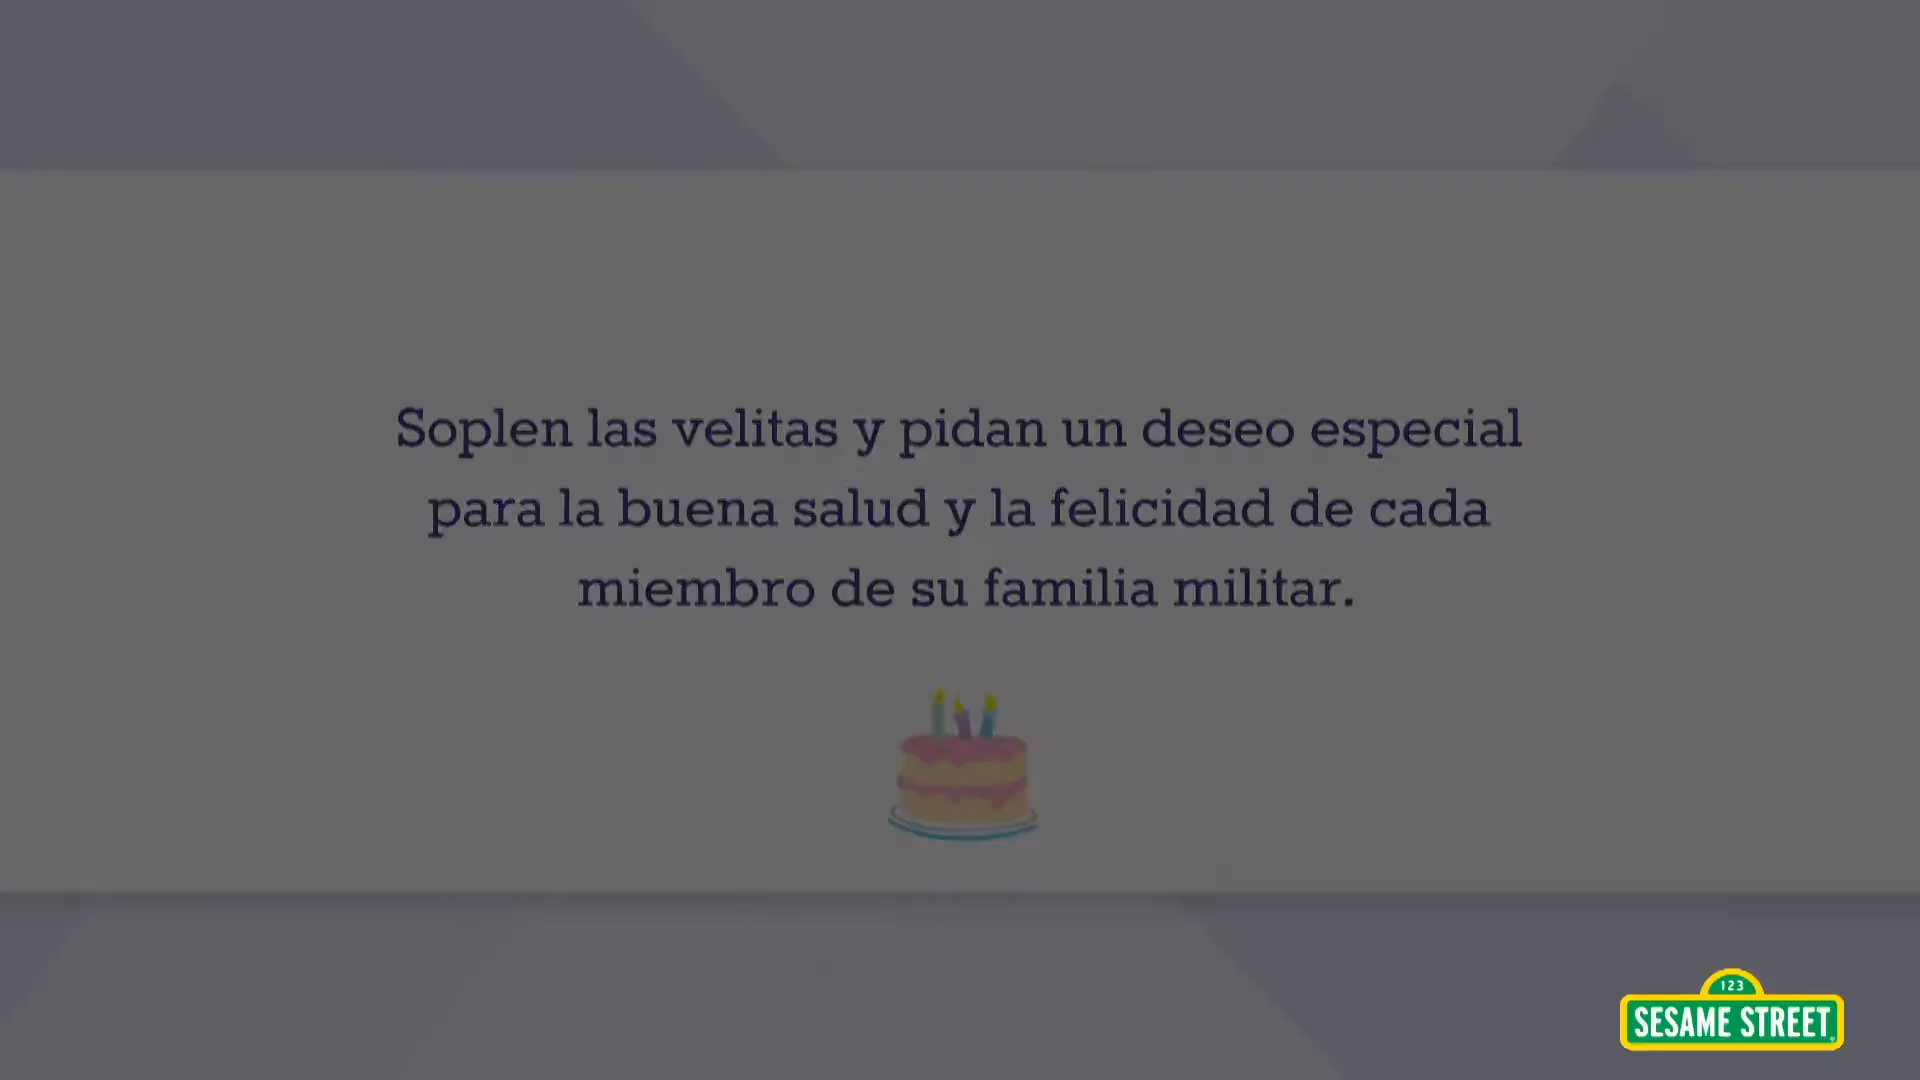 Soplen las velitas y pidan un deseo especial
para la buena salud y la felicidad de cada
miembro de su familia militar.
123
SESAME STREET